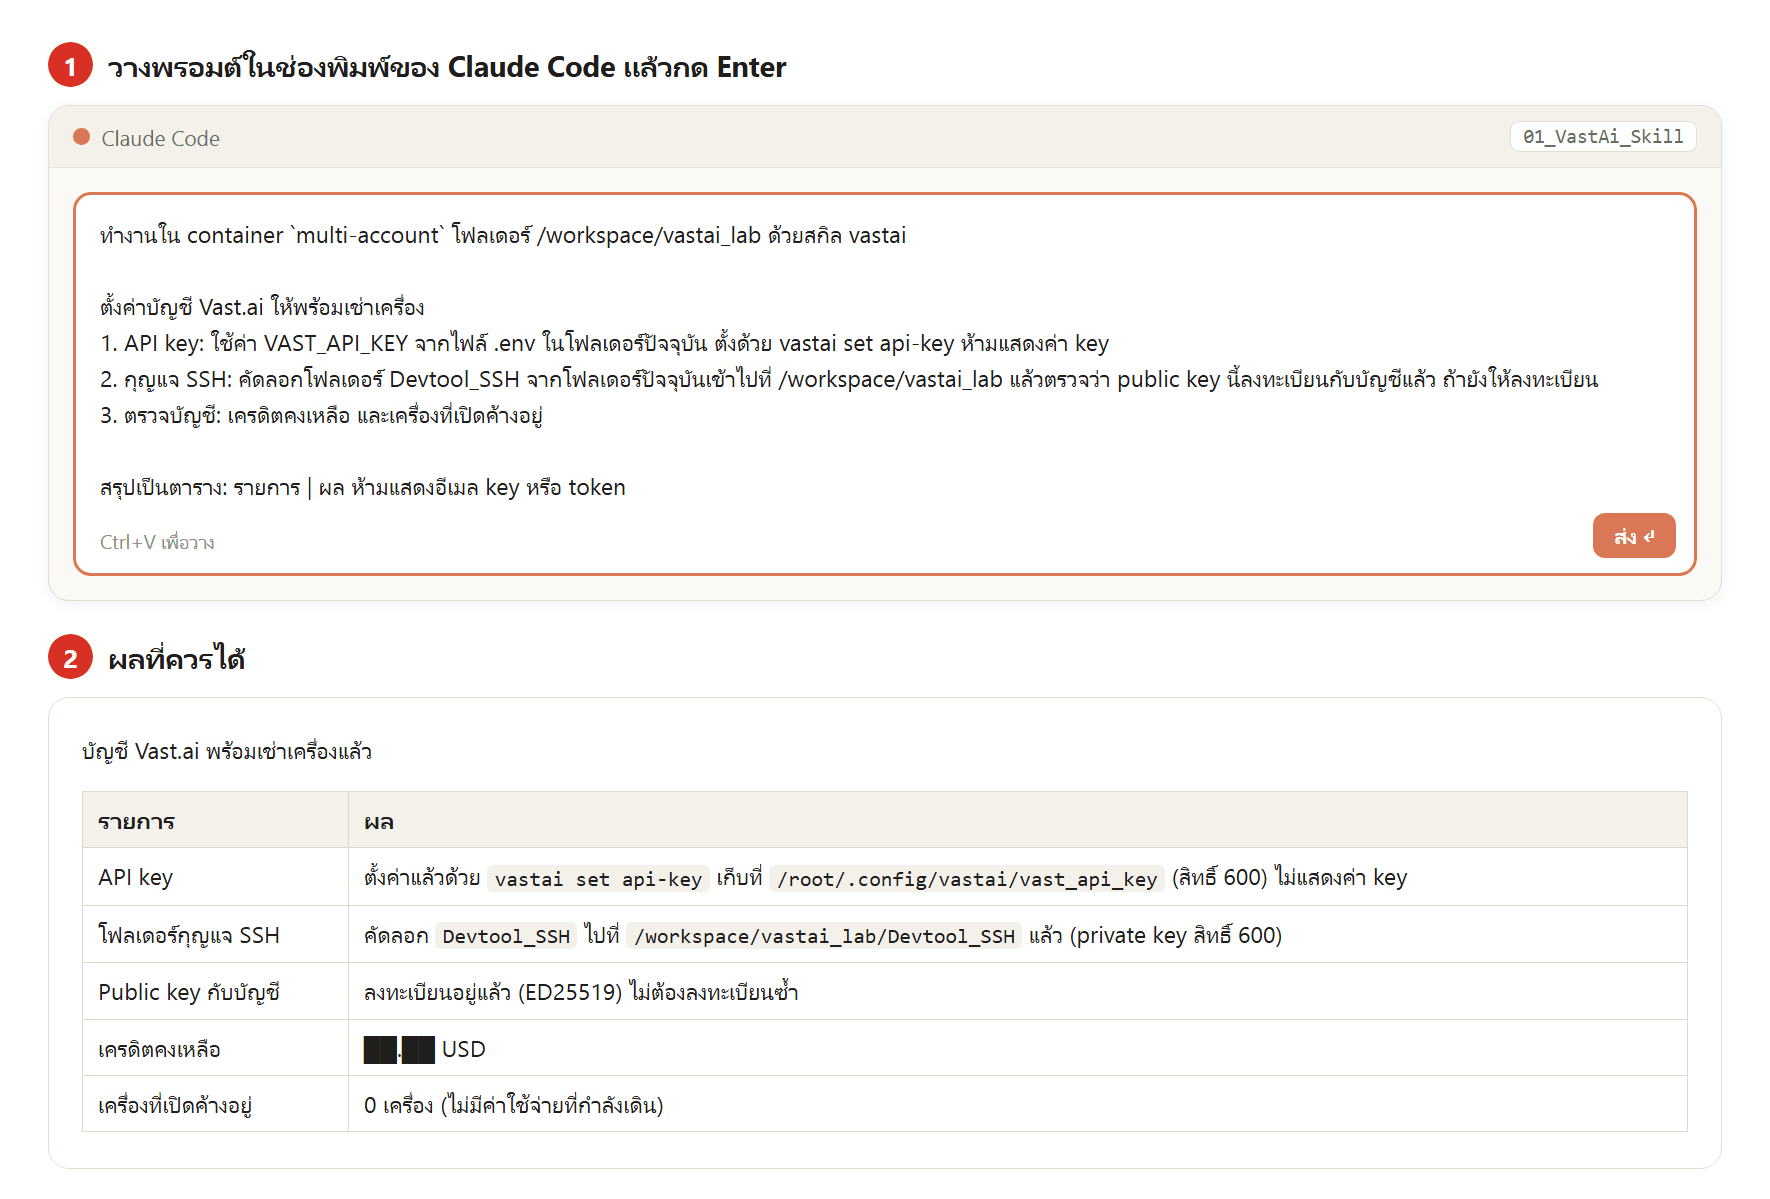 1 วางพรอมต์ในช่องพิมพ์ของ Claude Code แล้วกด Enter
Claude Code
01_VastAi_Skill
ทำงานใน container `multi-account` โฟลเดอร์ /workspace/vastai_lab ด้วยสกิล vastai
ตั้งค่าบัญชี Vast.ai ให้พร้อมเช่าเครื่อง
1. API key: ใช้ค่า VAST_API_KEY จากไฟล์ .env ในโฟลเดอร์ปัจจุบัน ตั้งด้วย vastai set api-key ห้ามแสดงค่า key
2. กุญแจ SSH: คัดลอกโฟลเดอร์ Devtool_SSH จากโฟลเดอร์ปัจจุบันเข้าไปที่ /workspace/vastai_lab แล้วตรวจว่า public key นี้ลงทะเบียนกับบัญชีแล้ว ถ้ายังให้ลงทะเบียน
3. ตรวจบัญชี: เครดิตคงเหลือ และเครื่องที่เปิดค้างอยู่
สรุปเป็นตาราง: รายการ | ผล ห้ามแสดงอีเมล key หรือ token
Ctrl+V เพื่อวาง
ส่ง ⏎
2 ผลที่ควรได้
บัญชี Vast.ai พร้อมเช่าเครื่องแล้ว
รายการ ผล
API key ตั้งค่าแล้วด้วย vastai set api-key เก็บที่ /root/.config/vastai/vast_api_key (สิทธิ์ 600) ไม่แสดงค่า key
โฟลเดอร์กุญแจ SSH คัดลอก Devtool_SSH ไปที่ /workspace/vastai_lab/Devtool_SSH แล้ว (private key สิทธิ์ 600)
Public key กับบัญชี ลงทะเบียนอยู่แล้ว (ED25519) ไม่ต้องลงทะเบียนซ้ำ
เครดิตคงเหลือ ██.██ USD
เครื่องที่เปิดค้างอยู่ 0 เครื่อง (ไม่มีค่าใช้จ่ายที่กำลังเดิน)